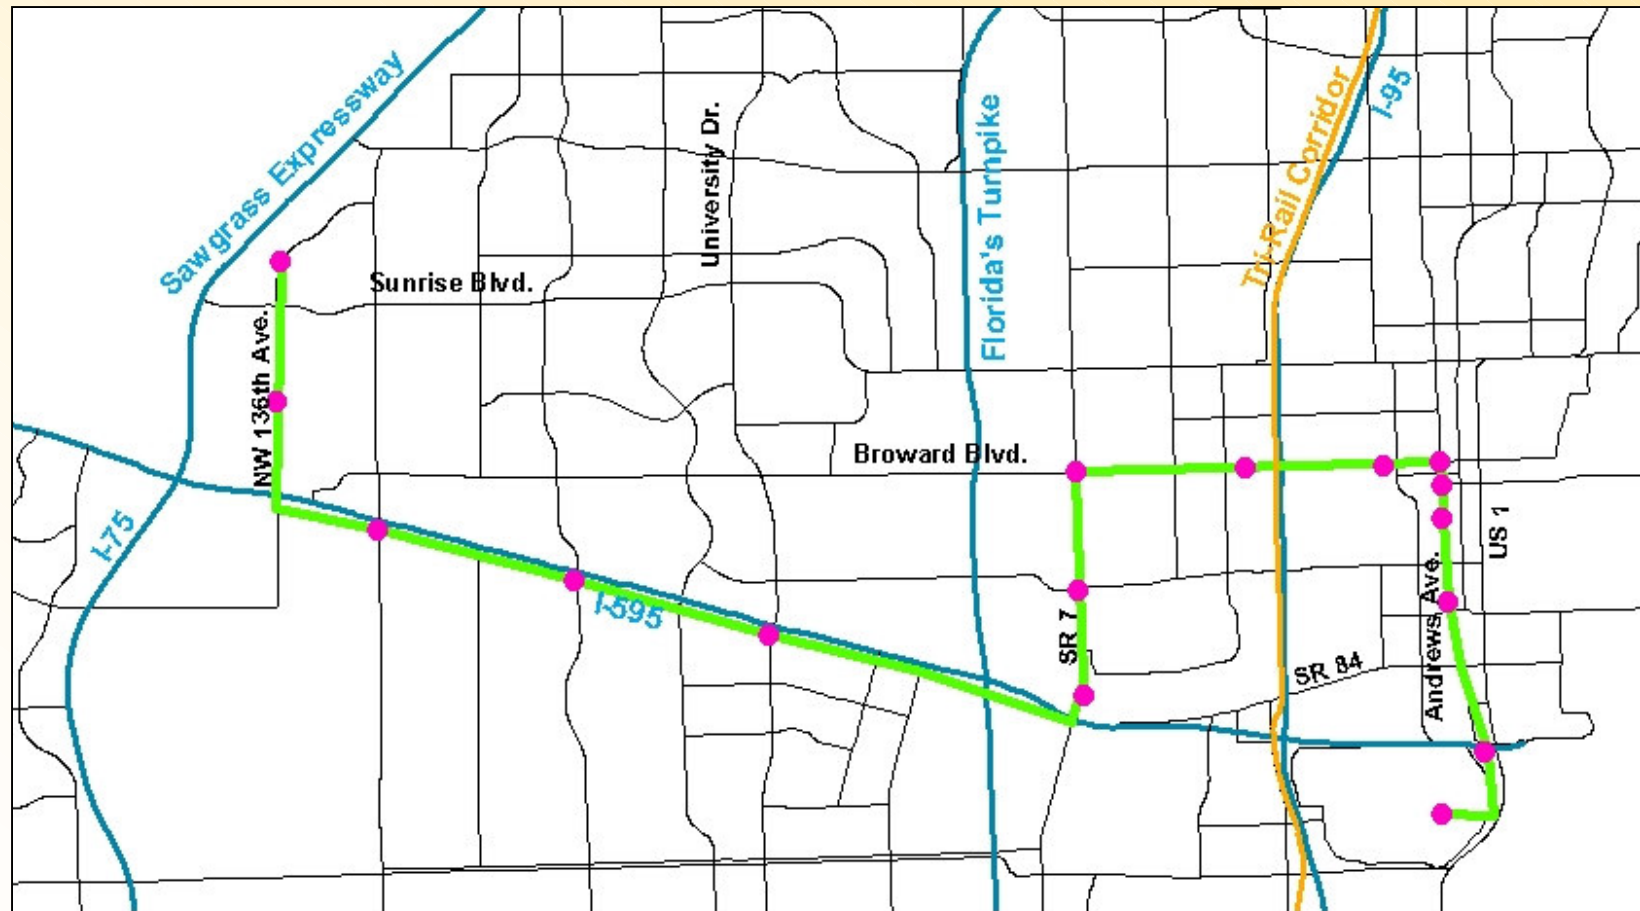 Sawgrass Expressway
University Dr.
Florida's Turnpike
Tri-Rail Corridor
I-95
Sunrise Blvd.
NW 136th Ave.
Broward Blvd.
I-75
I-595
SR 7
SR 84
Andrews Ave.
US 1